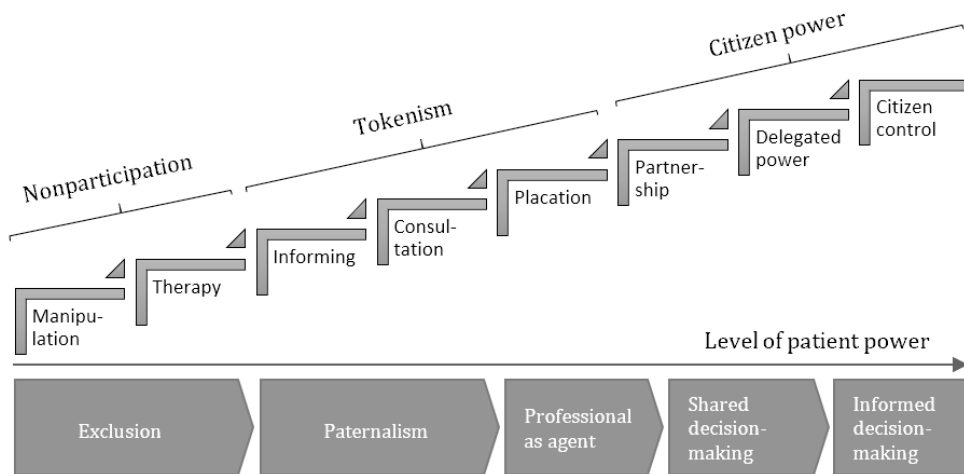 Citizen power
Tokenism
Nonparticipation
Citizen
control
Delegated
power
Partner-
ship
Placation
Consul-
tation
Informing
Therapy
Manipu-
lation
Level of patient power
Exclusion
Paternalism
Professional
as agent
Shared
decision-
making
Informed
decision-
making